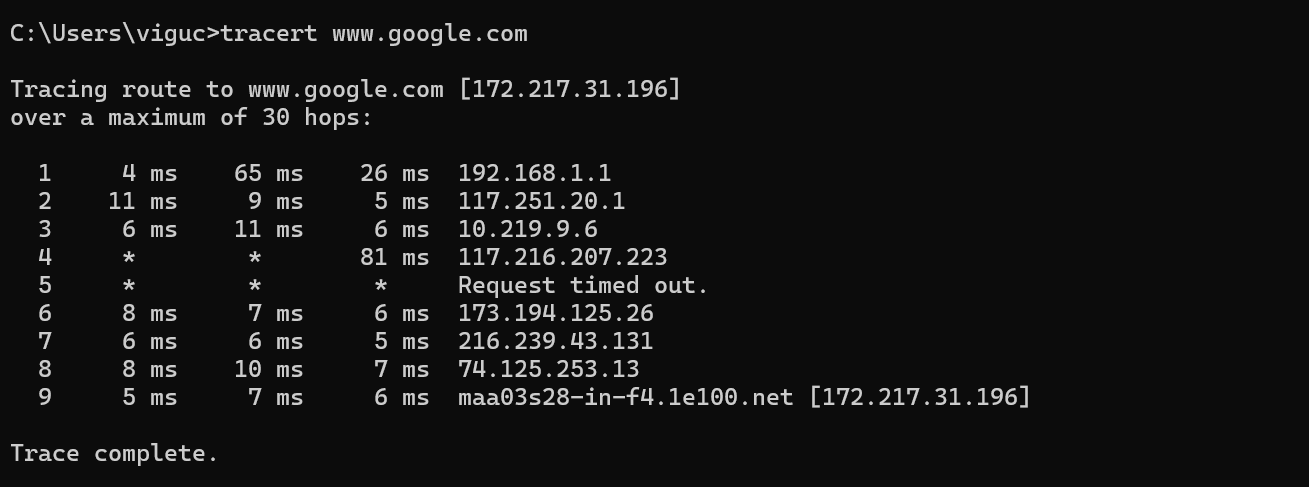 C:\Users\viguc>tracert www.google.com
Tracing route to www.google.com [172.217.31.196]
over a maximum of 30 hops:
1 4 ms 65 ms 26 ms 192.168.1.1
2 11 ms 9 ms 5 ms 117.251.20.1
3 6 ms 11 ms 6 ms 10.219.9.6
4 * * 81 ms 117.216.207.223
5 * * * Request timed out.
6 8 ms 7 ms 6 ms 173.194.125.26
7 6 ms 6 ms 5 ms 216.239.43.131
8 8 ms 10 ms 7 ms 74.125.253.13
9 5 ms 7 ms 6 ms maa03s28-in-f4.1e100.net [172.217.31.196]
Trace complete.